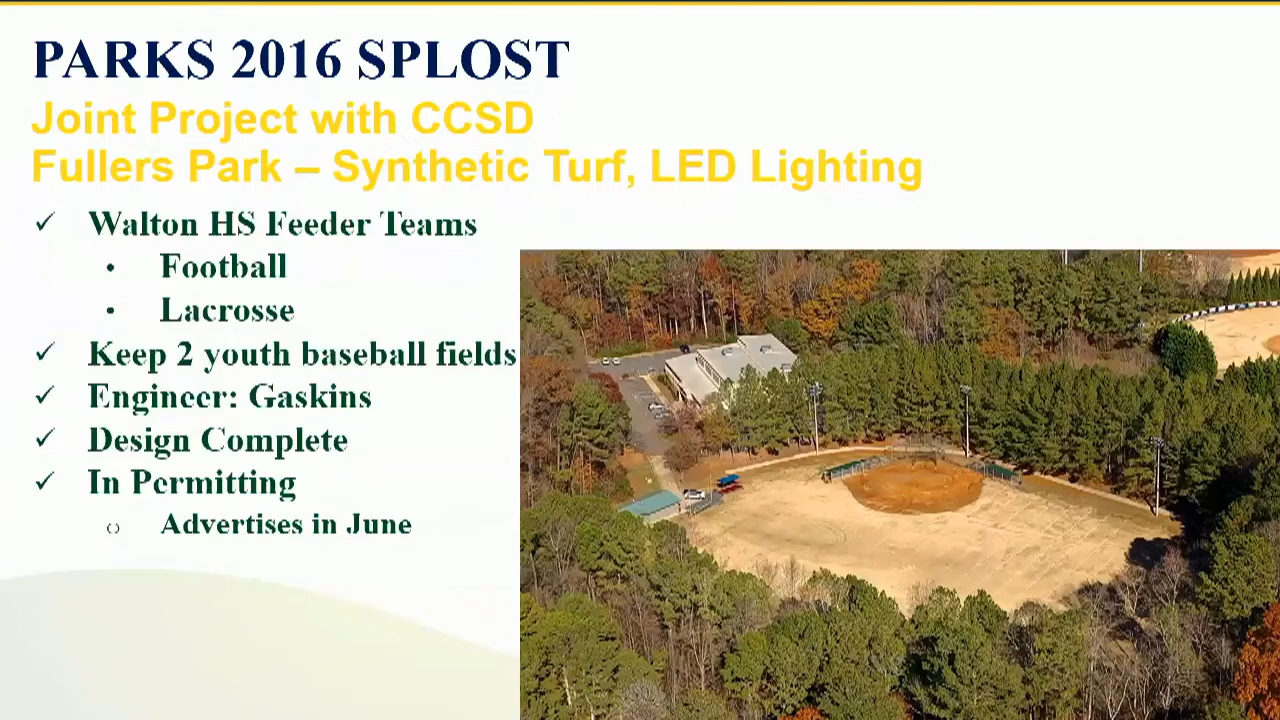 PARKS 2016 SPLOST
Joint Project with CCSD
Fullers Park – Synthetic Turf, LED Lighting
✓ Walton HS Feeder Teams
• Football
• Lacrosse
✓ Keep 2 youth baseball fields
✓ Engineer: Gaskins
✓ Design Complete
✓ In Permitting
○ Advertises in June